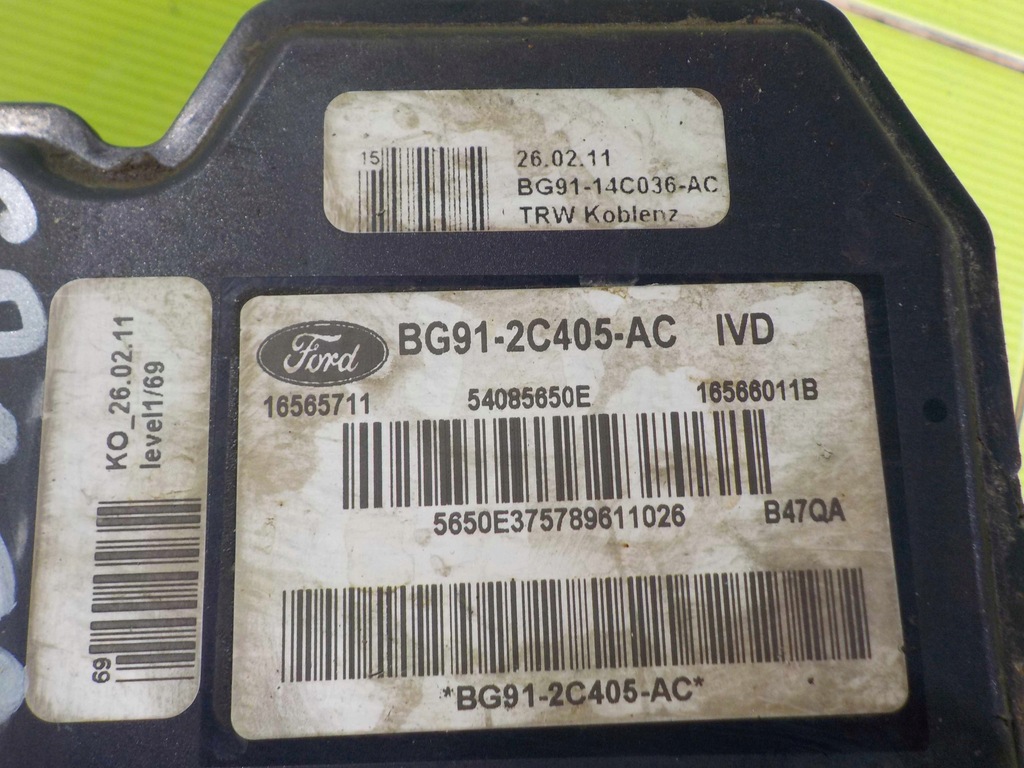 15
26.02.11
BG91-14C036-AC
TRW Koblenz
KO_26.02.11
level1/69
69
Ford
BG91-2C405-AC IVD
16565711 54085650E 16566011B
5650E375789611026 B47QA
*BG91-2C405-AC*